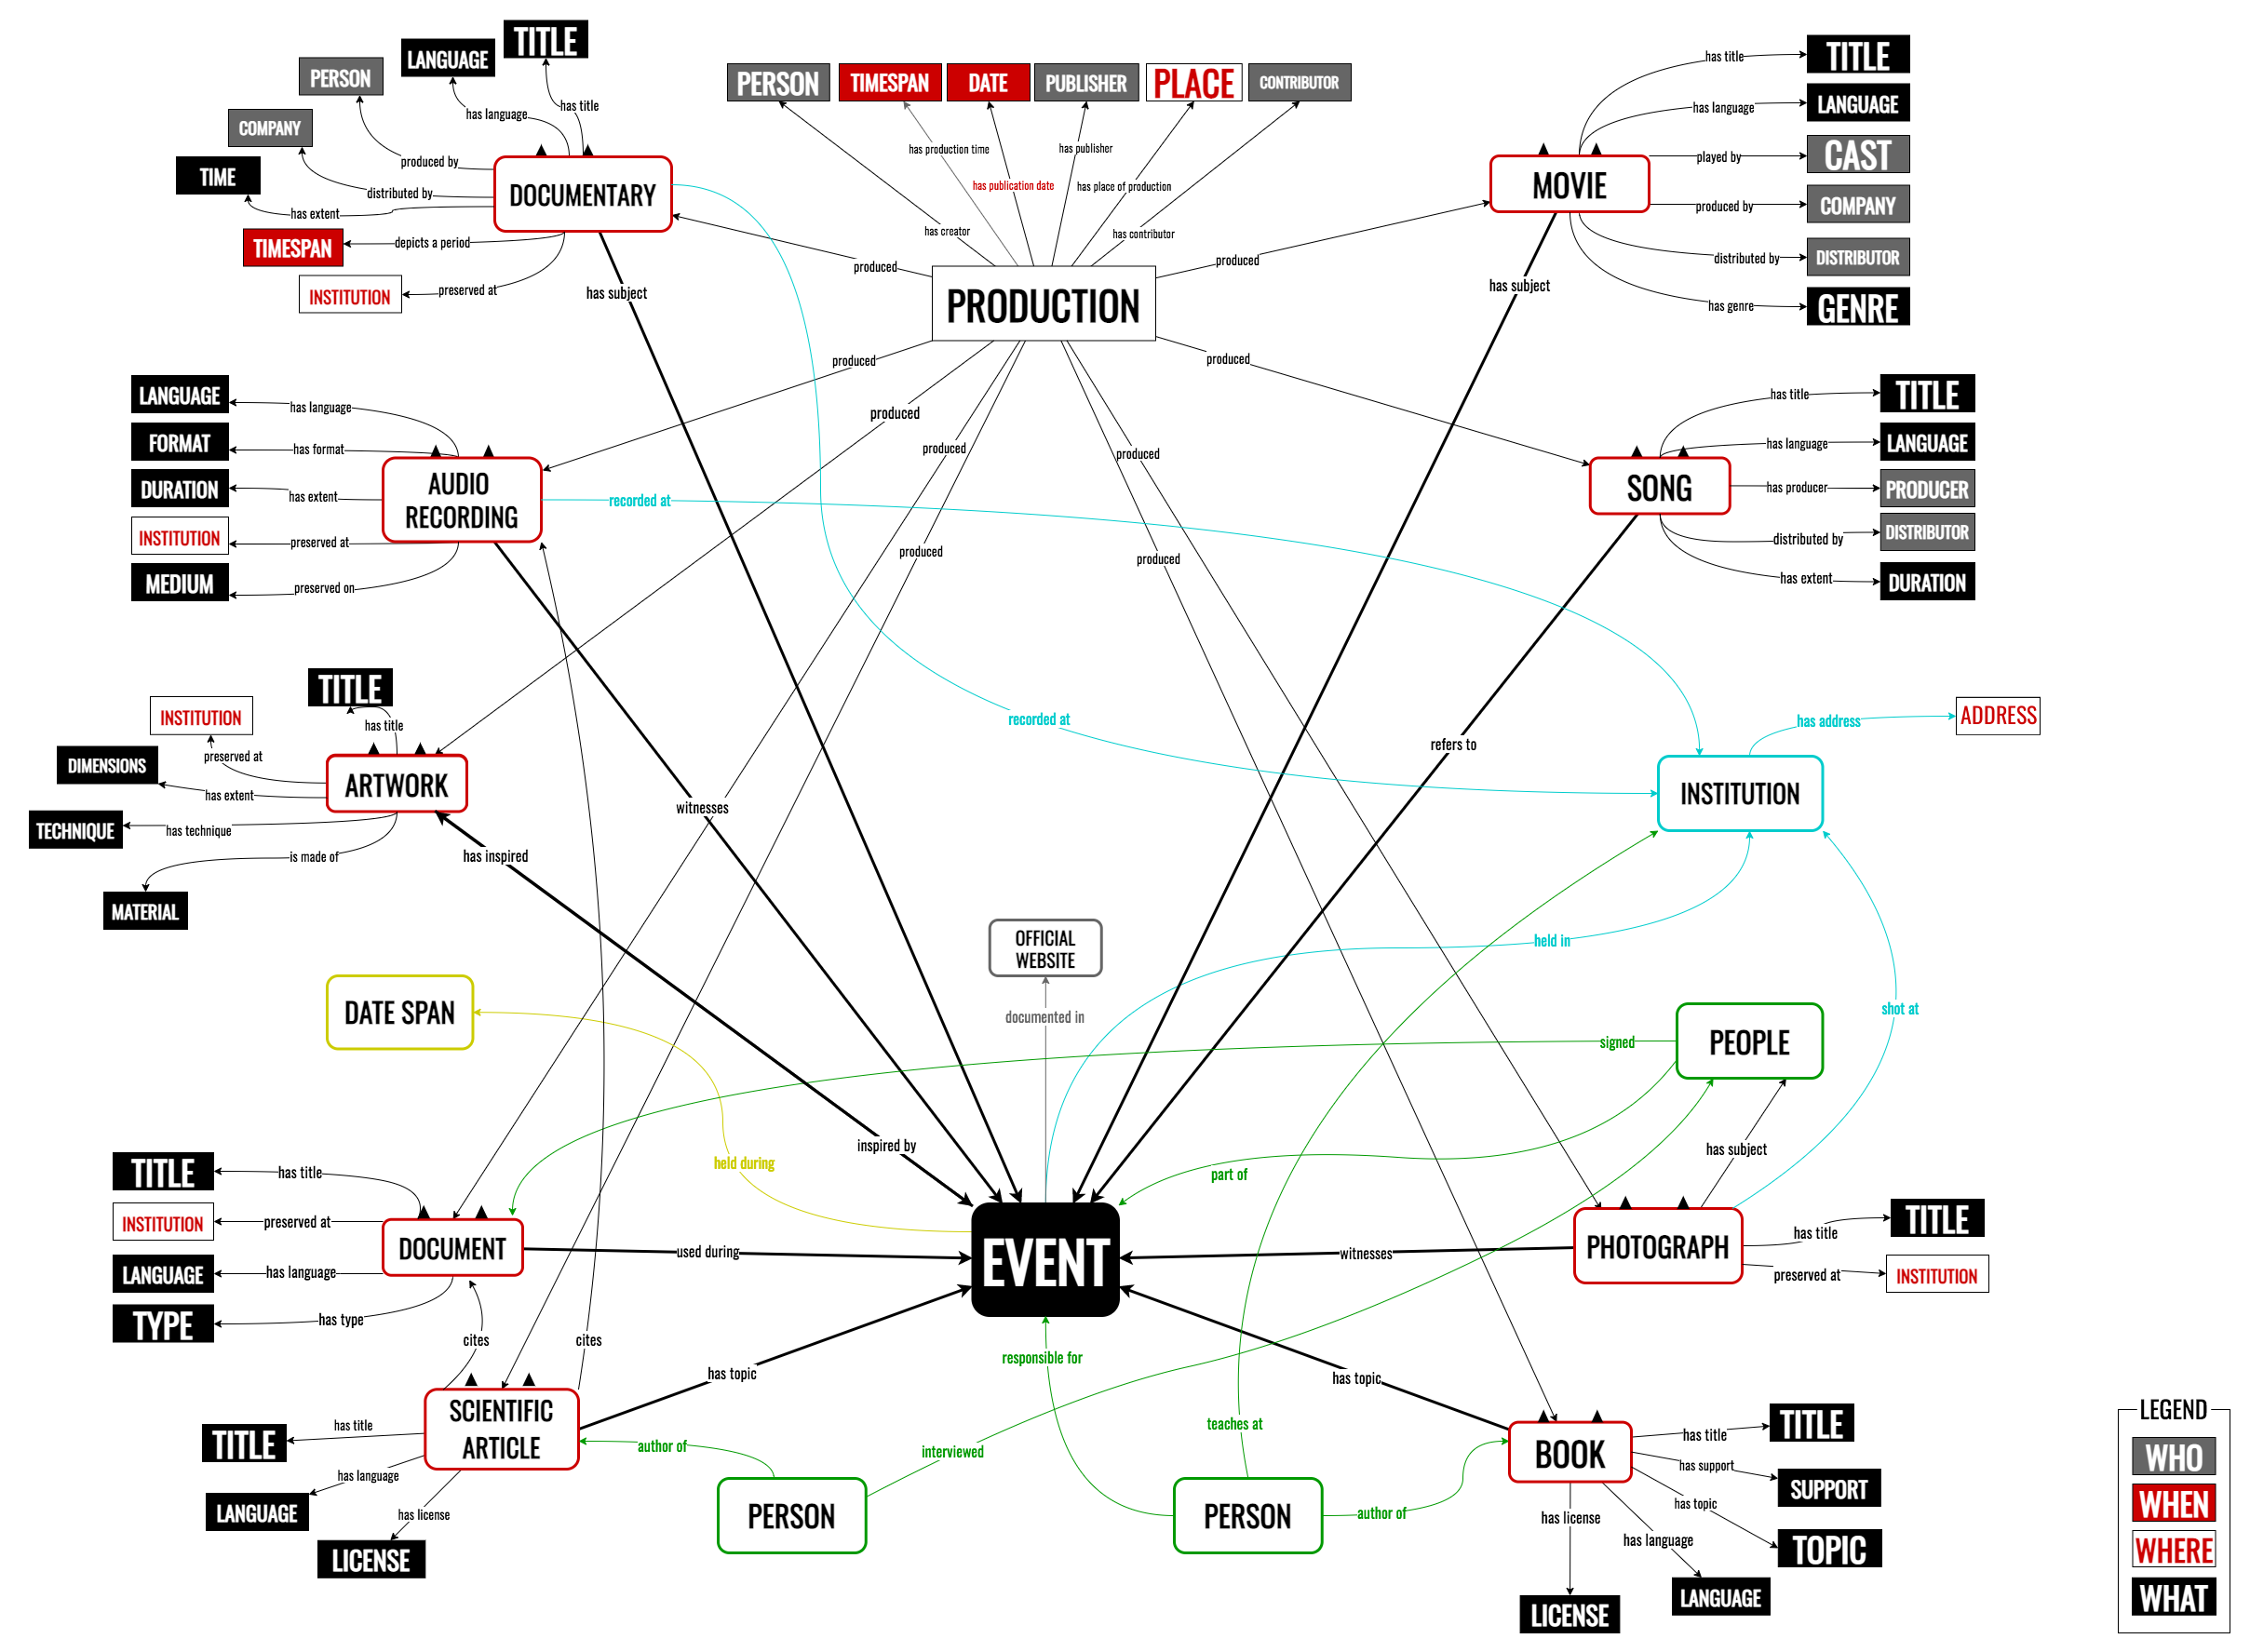 TITLE
LANGUAGE
PERSON
COMPANY
TIME
TIMESPAN
INSTITUTION
has title
has language
produced by
distributed by
has extent
depicts a period
preserved at
DOCUMENTARY
has subject
PERSON
TIMESPAN
DATE
PUBLISHER
PLACE
CONTRIBUTOR
has production time
has publisher
has publication date
has place of production
has creator
has contributor
produced
produced
PRODUCTION
produced
produced
produced
produced
produced
produced
produced
produced
MOVIE
has title
TITLE
has language
LANGUAGE
played by
CAST
produced by
COMPANY
distributed by
DISTRIBUTOR
has genre
GENRE
has subject
LANGUAGE
has language
FORMAT
has format
DURATION
has extent
INSTITUTION
preserved at
MEDIUM
preserved on
AUDIO
RECORDING
recorded at
SONG
has title
TITLE
has language
LANGUAGE
has producer
PRODUCER
distributed by
DISTRIBUTOR
has extent
DURATION
TITLE
has title
INSTITUTION
preserved at
DIMENSIONS
has extent
TECHNIQUE
has technique
is made of
MATERIAL
ARTWORK
has inspired
witnesses
recorded at
refers to
has address
ADDRESS
INSTITUTION
OFFICIAL
WEBSITE
documented in
held in
shot at
DATE SPAN
held during
inspired by
signed
PEOPLE
part of
has subject
TITLE
has title
INSTITUTION
preserved at
LANGUAGE
has language
TYPE
has type
DOCUMENT
used during
EVENT
witnesses
PHOTOGRAPH
has title
TITLE
preserved at
INSTITUTION
cites
cites
has topic
responsible for
has topic
SCIENTIFIC
ARTICLE
has title
TITLE
has language
LANGUAGE
has license
LICENSE
author of
interviewed
PERSON
teaches at
PERSON
author of
BOOK
has title
TITLE
has support
SUPPORT
has topic
TOPIC
has license
has language
LANGUAGE
LICENSE
LEGEND
WHO
WHEN
WHERE
WHAT